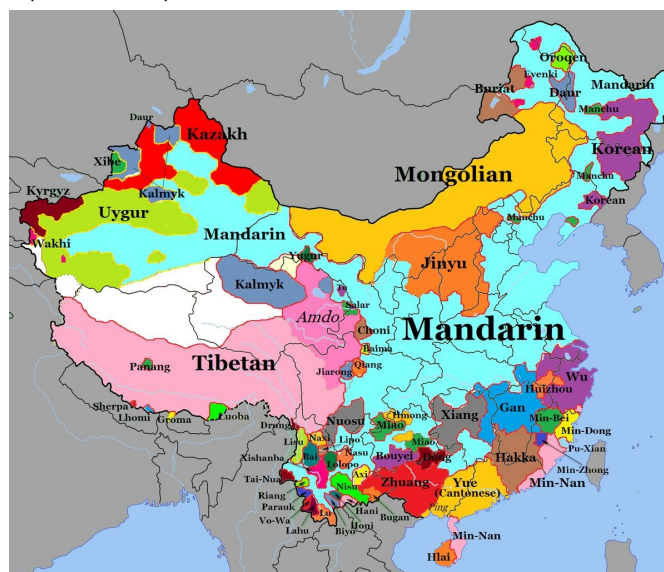 Oroqen
Evenki
Mandarin
Buriat
Daur
Manchu
Daur
Kazakh
Korean
Xibe
Mongolian
Manchu
Kyrgyz
Kalmyk
Korean
Uygur
Manchu
Wakhi
Mandarin
Yugur
Jinyu
Kalmyk
Tu
Salar
Amdo
Choni
Mandarin
Baima
Tibetan
Panang
Qiang
Jiarong
Wu
Huizhou
Sherpa
Lhomi
Groma
Luoba
Drung
Nuosu
Hmong
Miao
Xiang
Gan
Min-Bei
Min-Dong
Lisu
Naxi
Lipo
Miao
Pu-Xian
Xishanba
Bai
Nasu
Lolopo
Bouyei
Dong
Hakka
Min-Zhong
Tai-Nua
Axi
Zhuang
Yue
(Cantonese)
Min-Nan
Riang
Nisu
Parauk
Hani
Ping
Vo-Wa
Lu
Honi
Bugan
Lahu
Biyo
Min-Nan
Hlai